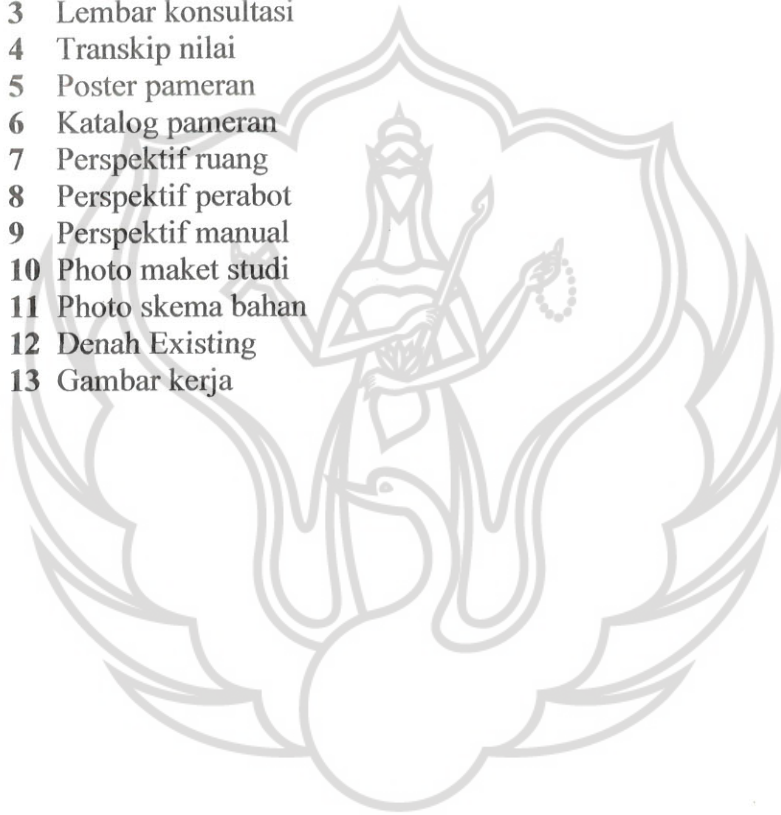 3 Lembar konsultasi
4 Transkip nilai
5 Poster pameran
6 Katalog pameran
7 Perspektif ruang
8 Perspektif perabot
9 Perspektif manual
10 Photo maket studi
11 Photo skema bahan
12 Denah Existing
13 Gambar kerja